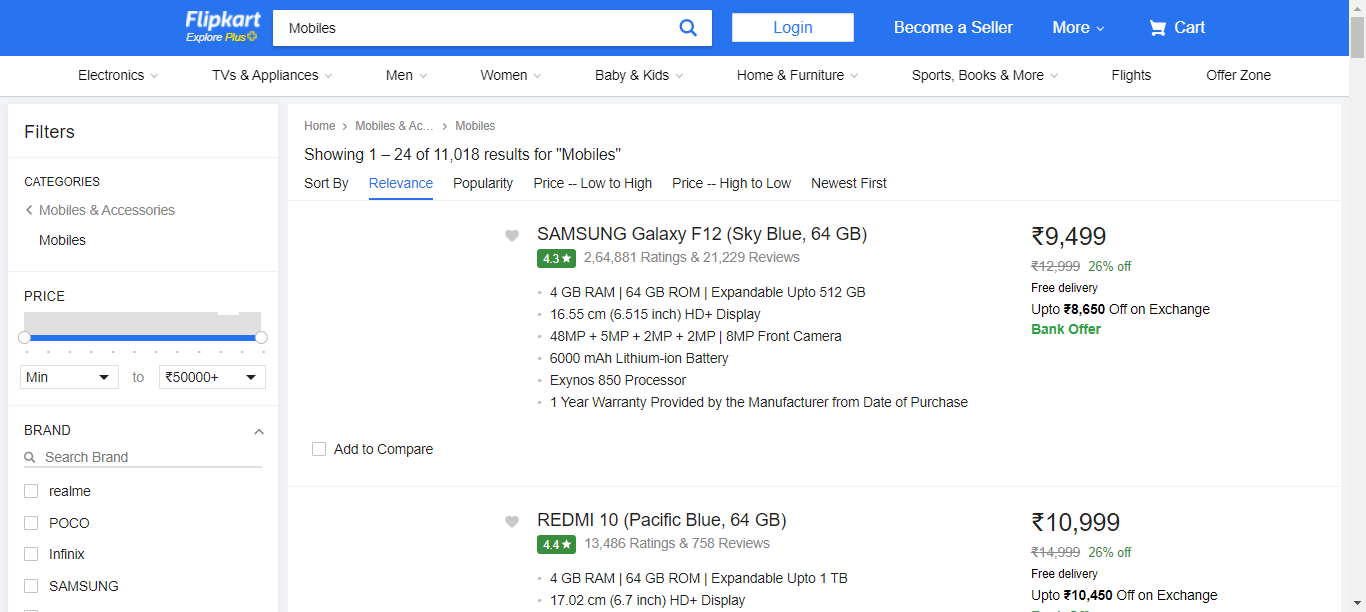 Flipkart
Explore Plus
Mobiles
Login
Become a Seller
More
Cart
Electronics
TVs & Appliances
Men
Women
Baby & Kids
Home & Furniture
Sports, Books & More
Flights
Offer Zone
Filters
CATEGORIES
Mobiles & Accessories
Mobiles
PRICE
Min
to
₹50000+
BRAND
Search Brand
realme
POCO
Infinix
SAMSUNG
Home
Mobiles & Ac...
Mobiles
Showing 1 – 24 of 11,018 results for "Mobiles"
Sort By
Relevance
Popularity
Price -- Low to High
Price -- High to Low
Newest First
SAMSUNG Galaxy F12 (Sky Blue, 64 GB)
4.3★ 2,64,881 Ratings & 21,229 Reviews
4 GB RAM | 64 GB ROM | Expandable Upto 512 GB
16.55 cm (6.515 inch) HD+ Display
48MP + 5MP + 2MP + 2MP | 8MP Front Camera
6000 mAh Lithium-ion Battery
Exynos 850 Processor
1 Year Warranty Provided by the Manufacturer from Date of Purchase
₹9,499
₹12,999 26% off
Free delivery
Upto ₹8,650 Off on Exchange
Bank Offer
Add to Compare
REDMI 10 (Pacific Blue, 64 GB)
4.4★ 13,486 Ratings & 758 Reviews
4 GB RAM | 64 GB ROM | Expandable Upto 1 TB
17.02 cm (6.7 inch) HD+ Display
₹10,999
₹14,999 26% off
Free delivery
Upto ₹10,450 Off on Exchange